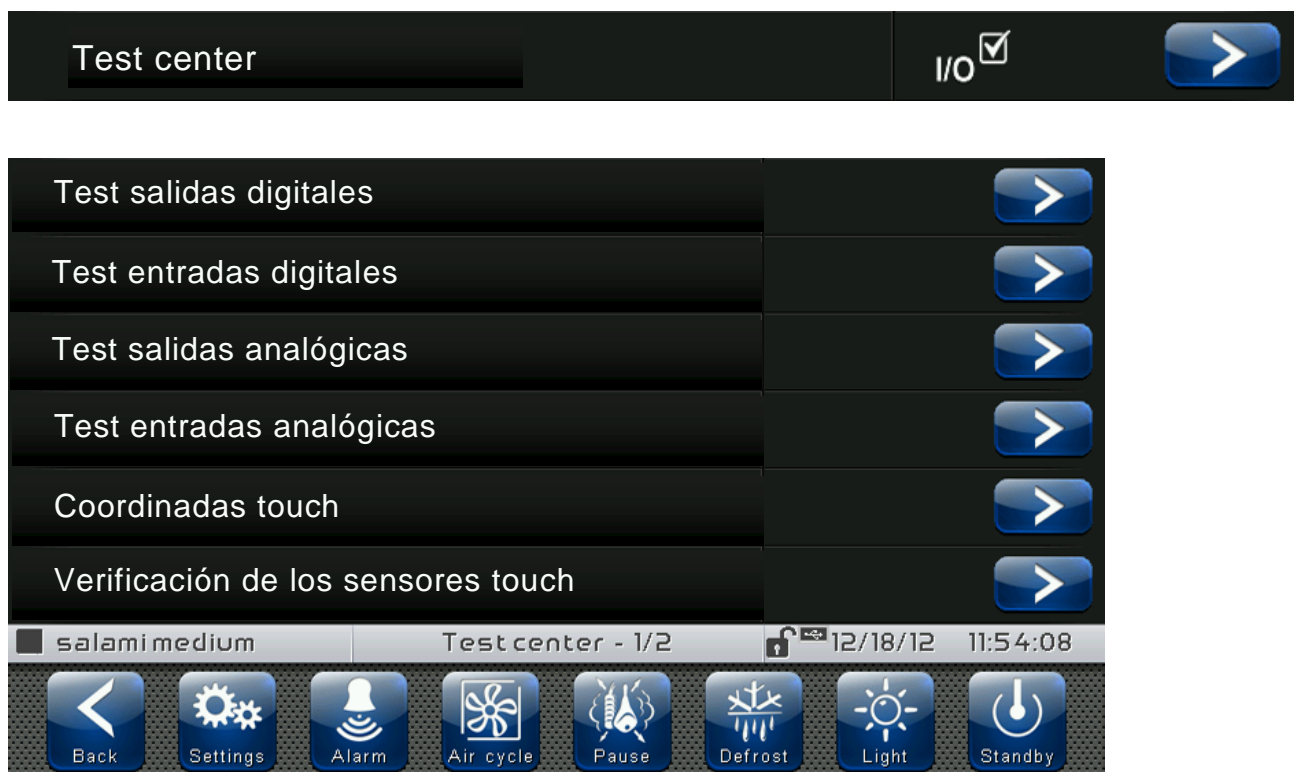 Test center
I/O
Test salidas digitales
Test entradas digitales
Test salidas analógicas
Test entradas analógicas
Coordinadas touch
Verificación de los sensores touch
salami medium Test center - 1/2 12/18/12 11:54:08
Back Settings Alarm Air cycle Pause Defrost Light Standby